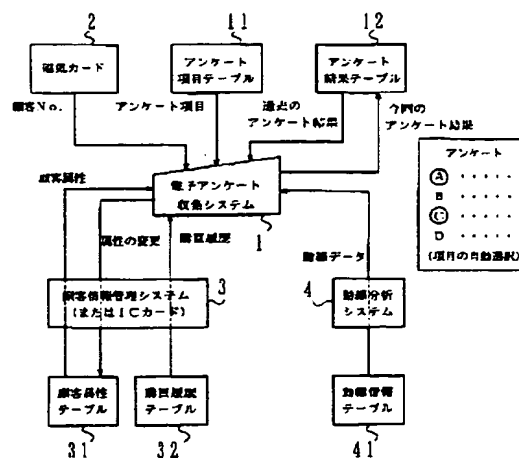 2
11
12
磁気カード
アンケート
項目テーブル
アンケート
結果テーブル
顧客No.
アンケート項目
過去の
アンケート結果
今回の
アンケート結果
顧客属性
電子アンケート
収集システム
1
属性の変更
購買履歴
動線データ
アンケート
A ・・・・・
B ・・・・・
C ・・・・・
D ・・・・・
(項目の自動選択)
顧客情報管理システム
(またはICカード)
3
4
動線分析
システム
顧客属性
テーブル
購買履歴
テーブル
動線情報
テーブル
31
32
41